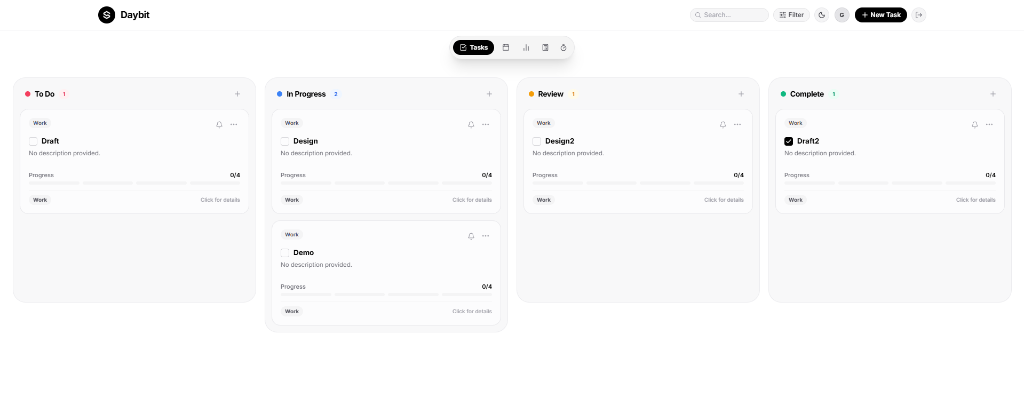 Daybit
Search...
Filter
G
New Task
Tasks
To Do 1
Work
Draft
No description provided.
Progress 0/4
Work Click for details
In Progress 2
Work
Design
No description provided.
Progress 0/4
Work Click for details
Work
Demo
No description provided.
Progress 0/4
Work Click for details
Review 1
Work
Design2
No description provided.
Progress 0/4
Work Click for details
Complete 1
Work
Draft2
No description provided.
Progress 0/4
Work Click for details